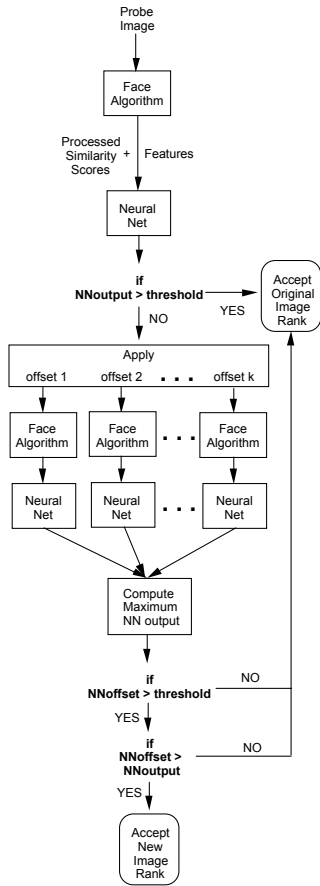 Probe
Image
Face
Algorithm
Processed
Similarity + Features
Scores
Neural
Net
if
NNoutput > threshold
YES
Accept
Original
Image
Rank
NO
Apply
offset 1 offset 2 . . . offset k
Face
Algorithm
Face
Algorithm
. . .
Face
Algorithm
Neural
Net
Neural
Net
. . .
Neural
Net
Compute
Maximum
NN output
if
NNoffset > threshold
NO
YES
if
NNoffset >
NNoutput
NO
YES
Accept
New
Image
Rank